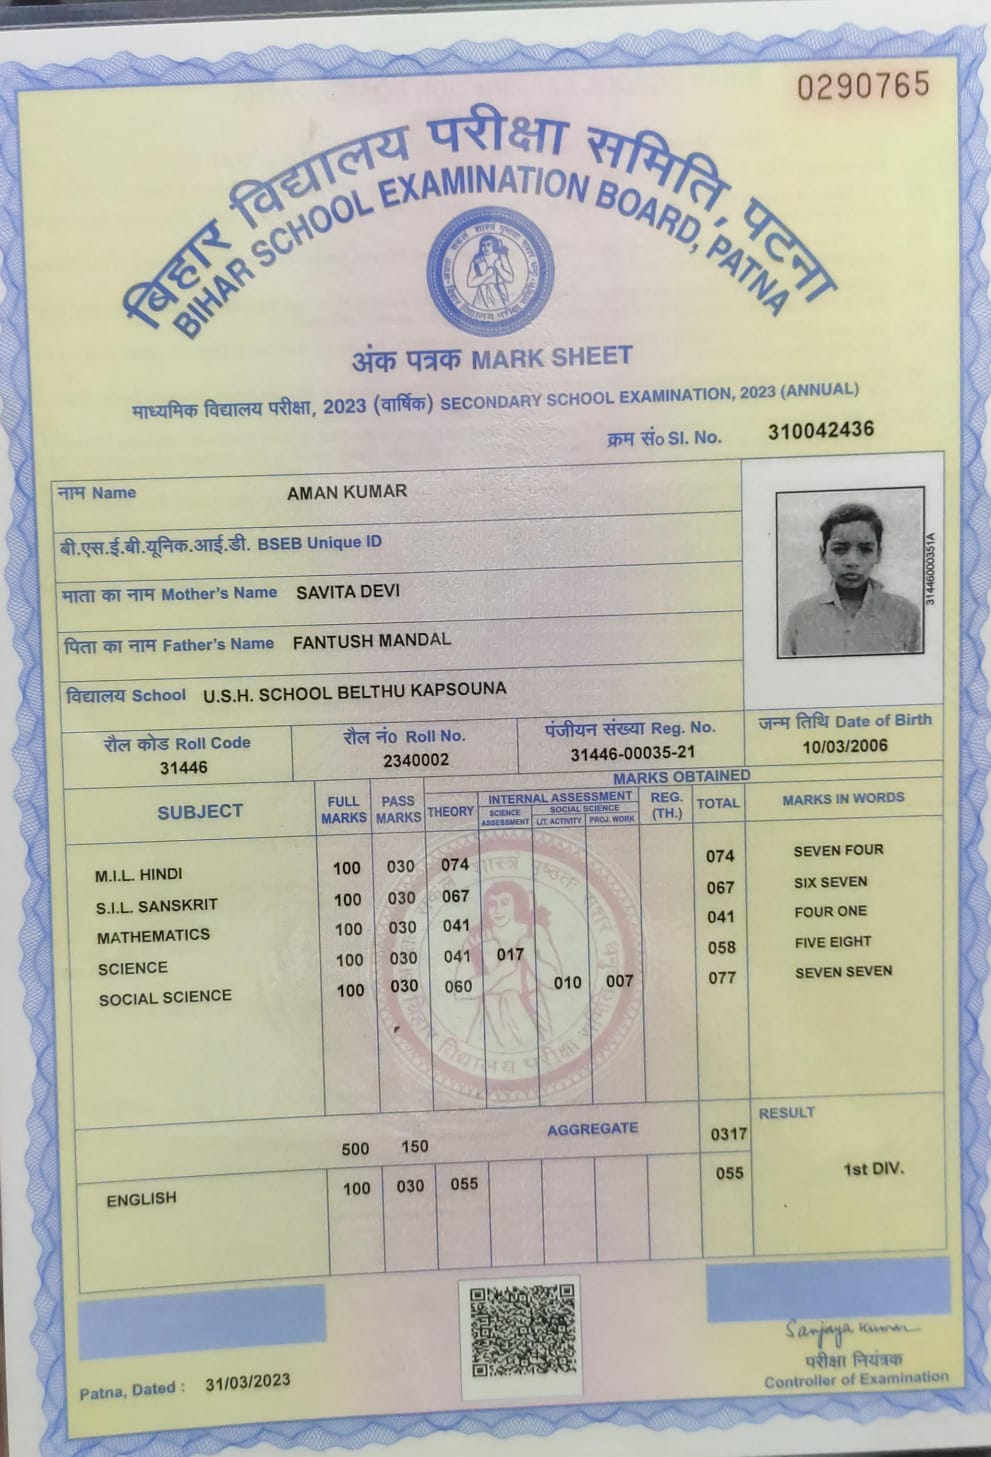 0290765
बिहार विद्यालय परीक्षा समिति, पटना
BIHAR SCHOOL EXAMINATION BOARD, PATNA
अंक पत्रक MARK SHEET
माध्यमिक विद्यालय परीक्षा, 2023 (वार्षिक) SECONDARY SCHOOL EXAMINATION, 2023 (ANNUAL)
क्रम सं० Sl. No. 310042436
नाम Name AMAN KUMAR
बी.एस.ई.बी.यूनिक.आई.डी. BSEB Unique ID
माता का नाम Mother's Name SAVITA DEVI
पिता का नाम Father's Name FANTUSH MANDAL
विद्यालय School U.S.H. SCHOOL BELTHU KAPSOUNA
31446000351A
रौल कोड Roll Code रौल नं० Roll No. पंजीयन संख्या Reg. No. जन्म तिथि Date of Birth
31446 2340002 31446-00035-21 10/03/2006
MARKS OBTAINED
SUBJECT FULL MARKS PASS MARKS THEORY INTERNAL ASSESSMENT REG. (TH.) TOTAL MARKS IN WORDS
SCIENCE ASSESSMENT SOCIAL SCIENCE
LIT. ACTIVITY PROJ. WORK
M.I.L. HINDI 100 030 074 074 SEVEN FOUR
S.I.L. SANSKRIT 100 030 067 067 SIX SEVEN
MATHEMATICS 100 030 041 041 FOUR ONE
SCIENCE 100 030 041 017 058 FIVE EIGHT
SOCIAL SCIENCE 100 030 060 010 007 077 SEVEN SEVEN
500 150 AGGREGATE 0317 RESULT
ENGLISH 100 030 055 055 1st DIV.
Sanjaya Kumar
परीक्षा नियंत्रक
Controller of Examination
Patna, Dated : 31/03/2023